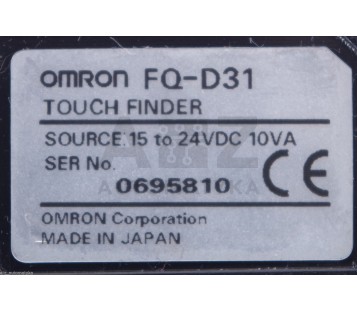 OMRON FQ-D31
TOUCH FINDER
SOURCE:15 to 24VDC 10VA
SER No.
0695810
CE
OMRON Corporation
MADE IN JAPAN